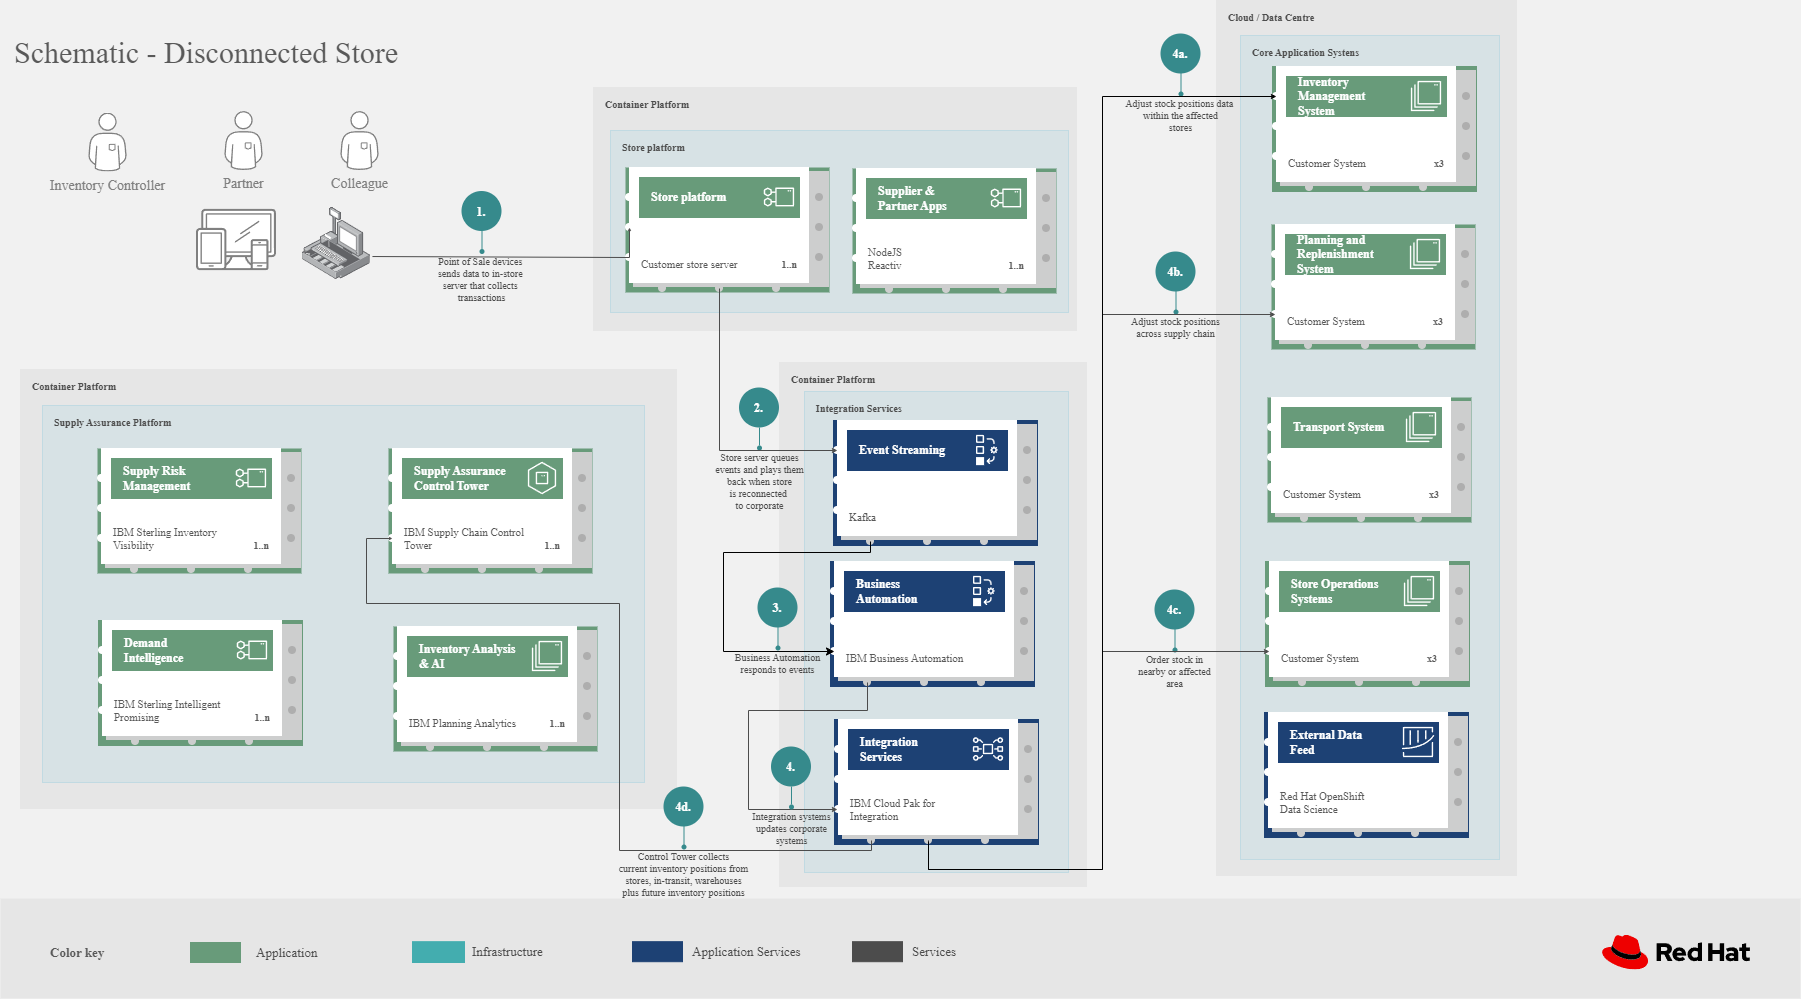 Schematic - Disconnected Store
Inventory Controller
Partner
Colleague
1.
Point of Sale devices
sends data to in-store
server that collects
transactions
Container Platform
Store platform
Store platform
Customer store server
1..n
Supplier &
Partner Apps
NodeJS
Reactiv
1..n
Container Platform
Supply Assurance Platform
Supply Risk
Management
IBM Sterling Inventory
Visibility
1..n
Supply Assurance
Control Tower
IBM Supply Chain Control
Tower
1..n
Demand
Intelligence
IBM Sterling Intelligent
Promising
1..n
Inventory Analysis
& AI
IBM Planning Analytics
1..n
2.
Store server queues
events and plays them
back when store
is reconnected
to corporate
3.
Business Automation
responds to events
4.
Integration systems
updates corporate
systems
4d.
Control Tower collects
current inventory positions from
stores, in-transit, warehouses
plus future inventory positions
Container Platform
Integration Services
Event Streaming
Kafka
Business
Automation
IBM Business Automation
Integration
Services
IBM Cloud Pak for
Integration
4a.
Adjust stock positions data
within the affected
stores
4b.
Adjust stock positions
across supply chain
4c.
Order stock in
nearby or affected
area
Cloud / Data Centre
Core Application Systens
Inventory
Management
System
Customer System
x3
Planning and
Replenishment
System
Customer System
x3
Transport System
Customer System
x3
Store Operations
Systems
Customer System
x3
External Data
Feed
Red Hat OpenShift
Data Science
Color key
Application
Infrastructure
Application Services
Services
Red Hat